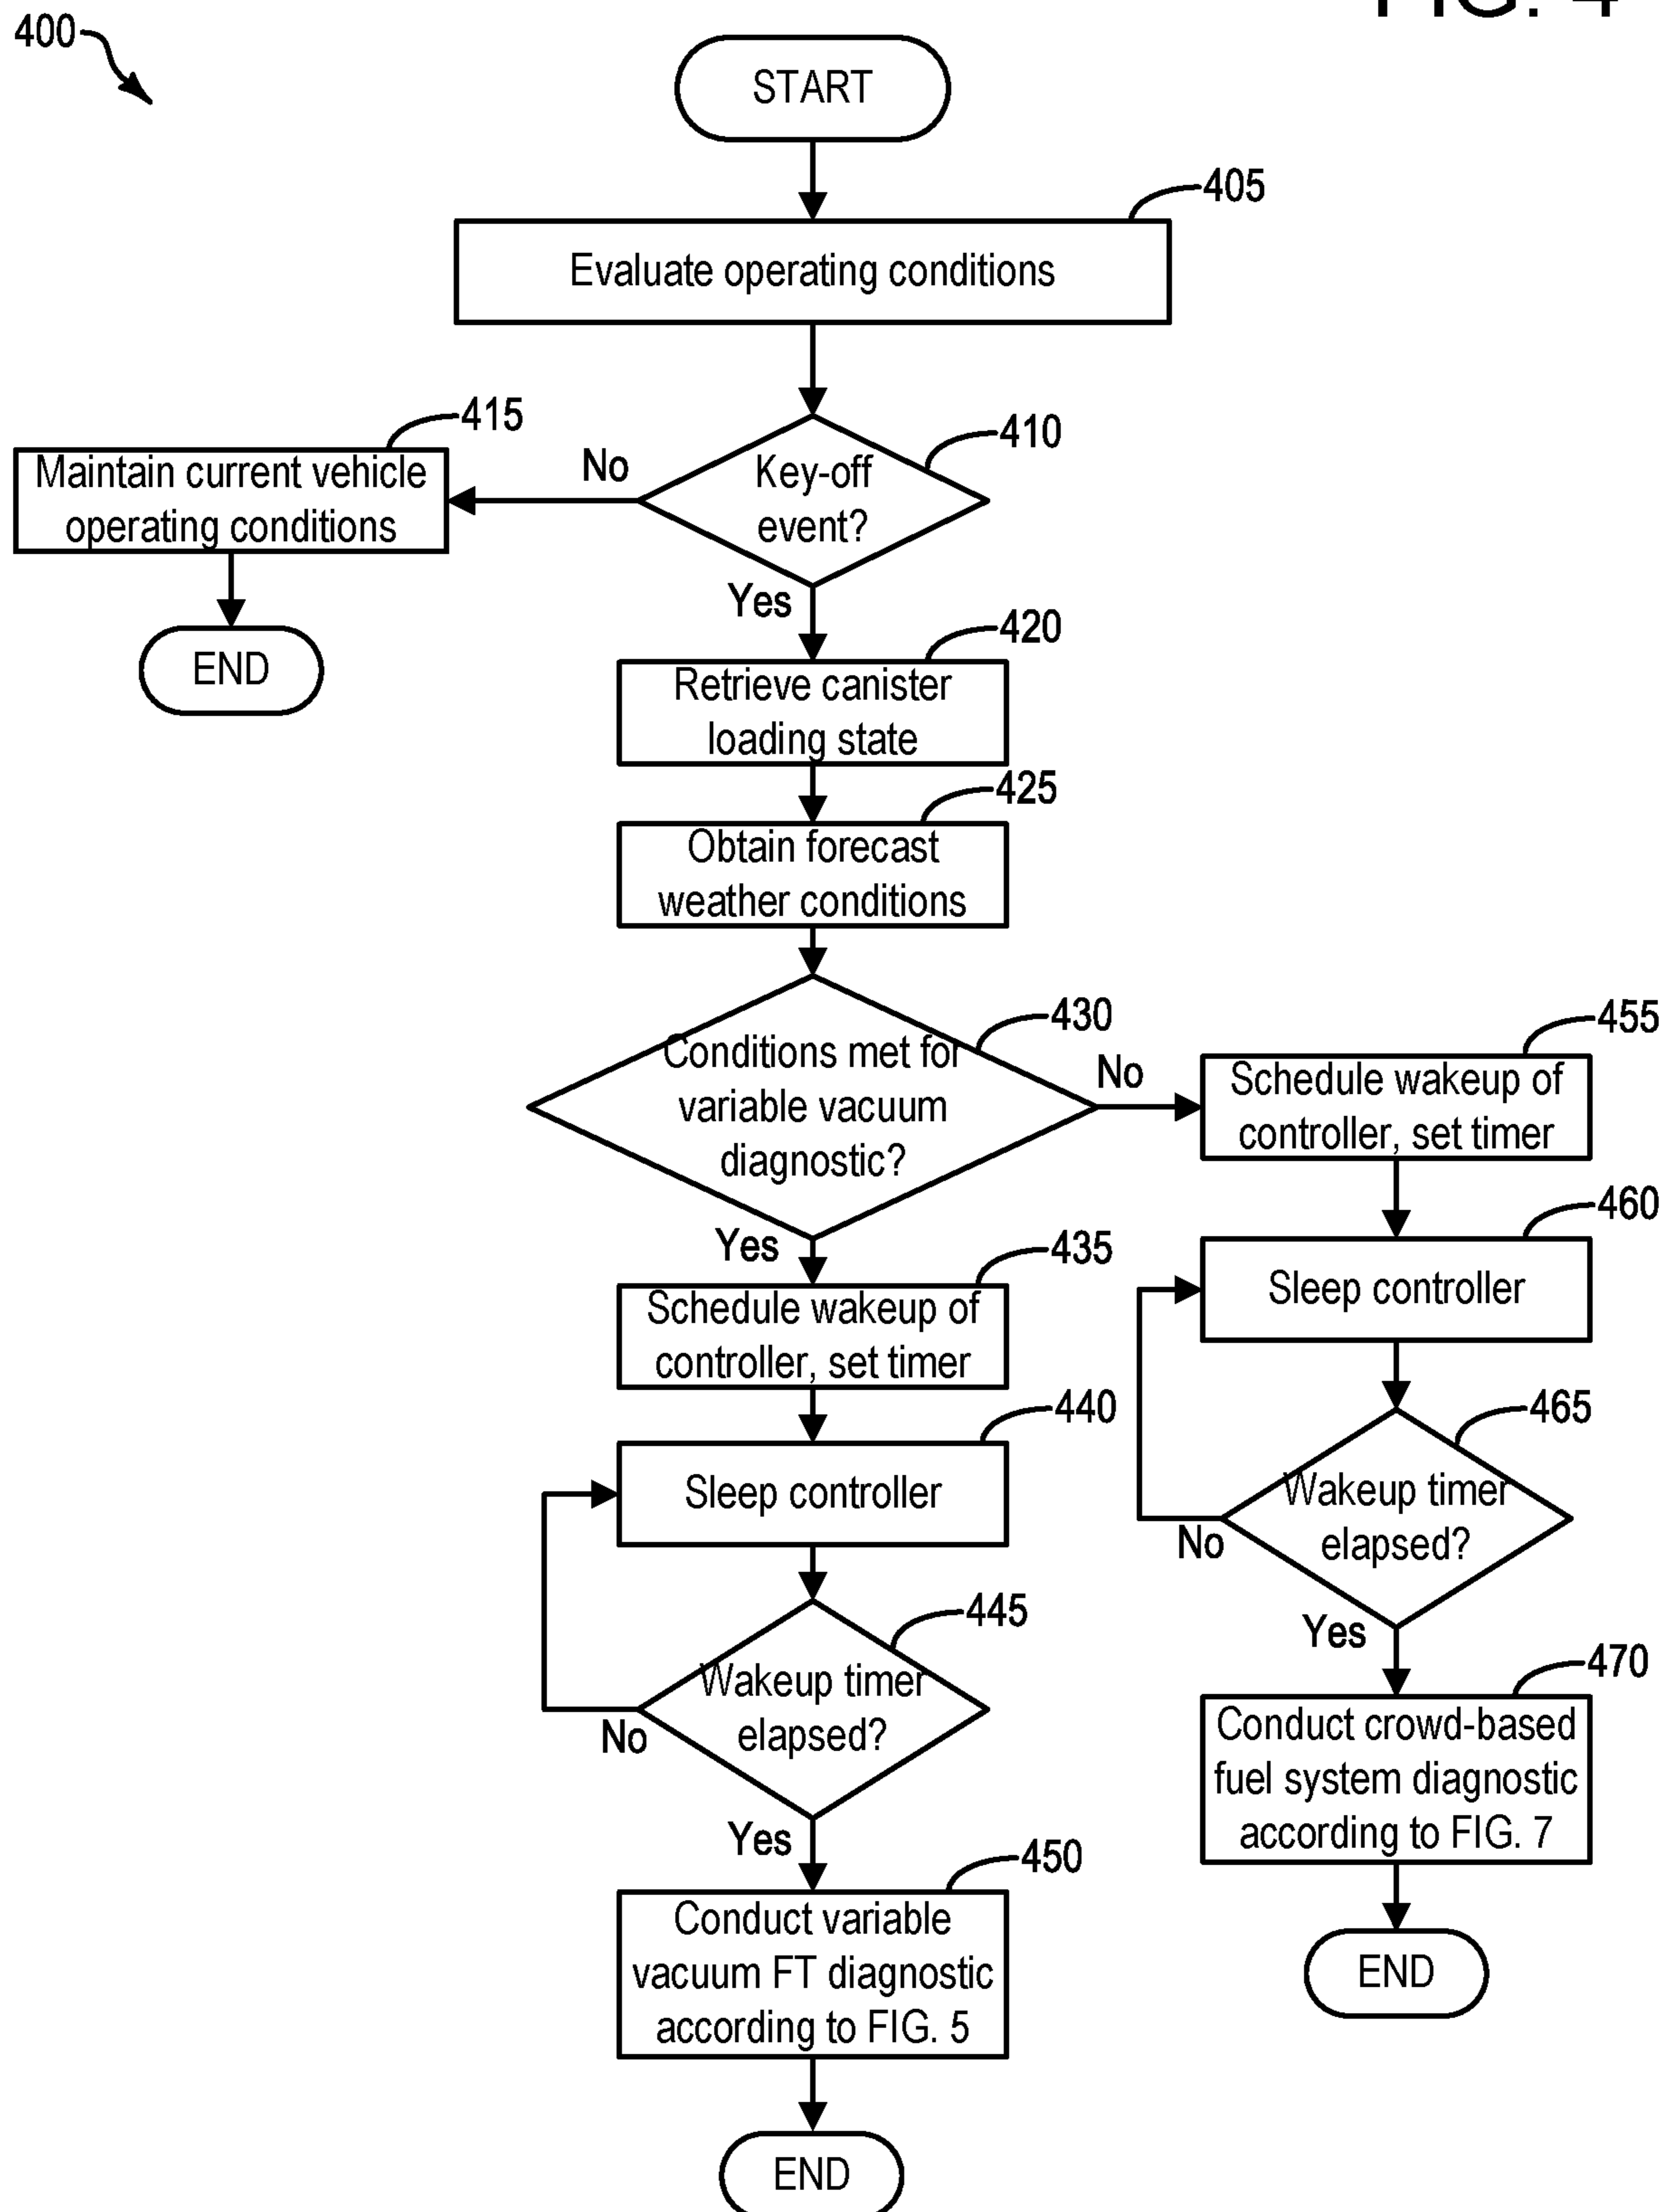 FIG. 4
400
START
405
Evaluate operating conditions
410
Key-off
event?
No
415
Maintain current vehicle
operating conditions
END
Yes
420
Retrieve canister
loading state
425
Obtain forecast
weather conditions
430
Conditions met for
variable vacuum
diagnostic?
No
455
Schedule wakeup of
controller, set timer
460
Sleep controller
465
Wakeup timer
elapsed?
No
Yes
470
Conduct crowd-based
fuel system diagnostic
according to FIG. 7
END
Yes
435
Schedule wakeup of
controller, set timer
440
Sleep controller
445
Wakeup timer
elapsed?
No
Yes
450
Conduct variable
vacuum FT diagnostic
according to FIG. 5
END